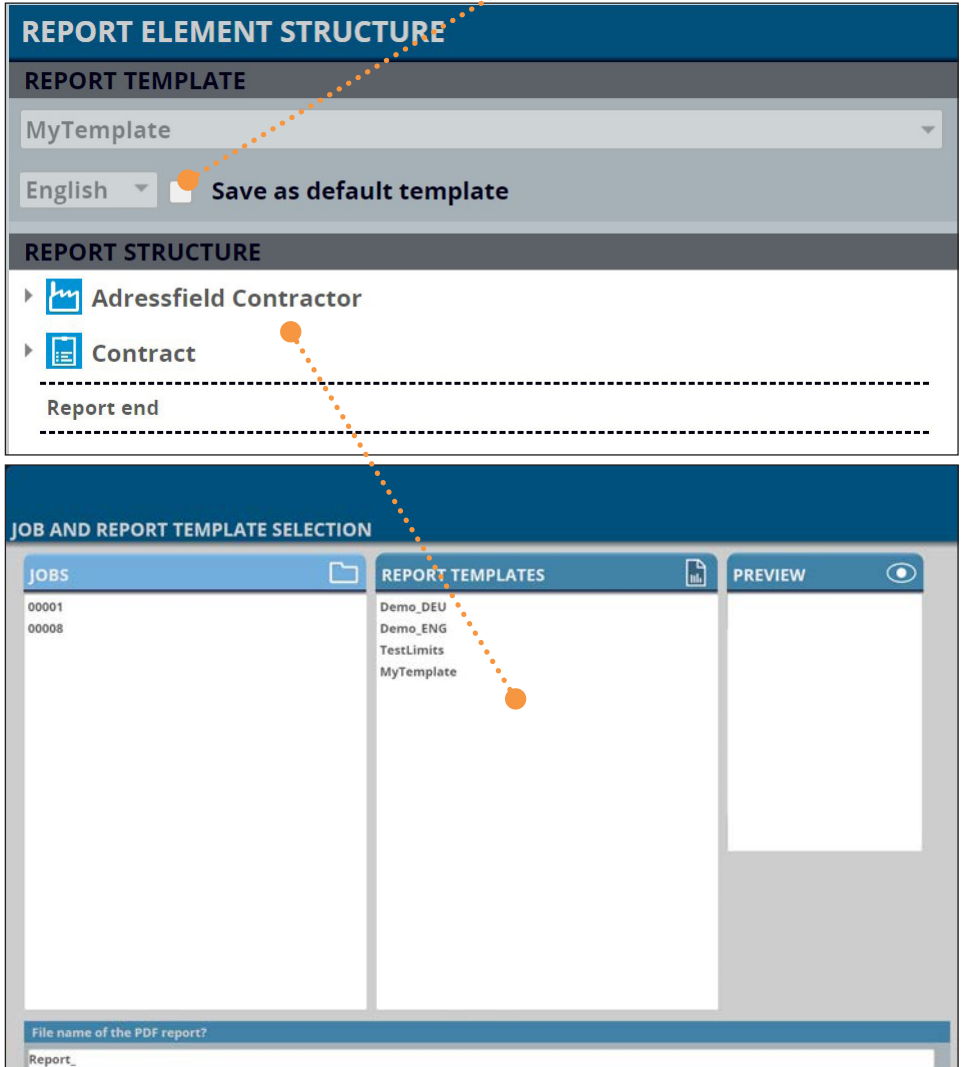 REPORT ELEMENT STRUCTURE
REPORT TEMPLATE
MyTemplate
English Save as default template
REPORT STRUCTURE
Adressfield Contractor
Contract
Report end
JOB AND REPORT TEMPLATE SELECTION
JOBS REPORT TEMPLATES PREVIEW
00001 Demo_DEU
00008 Demo_ENG
TestLimits
MyTemplate
File name of the PDF report?
Report_